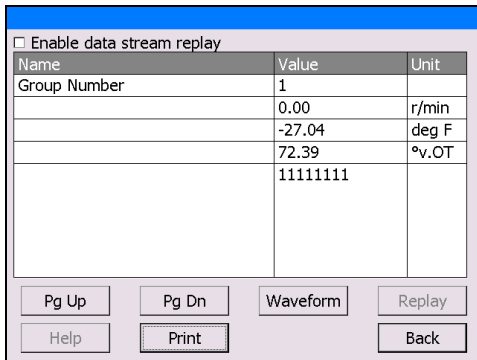 Enable data stream replay
Name Value Unit
Group Number 1
0.00 r/min
-27.04 deg F
72.39 °v.OT
11111111
Pg Up Pg Dn Waveform Replay
Help Print Back